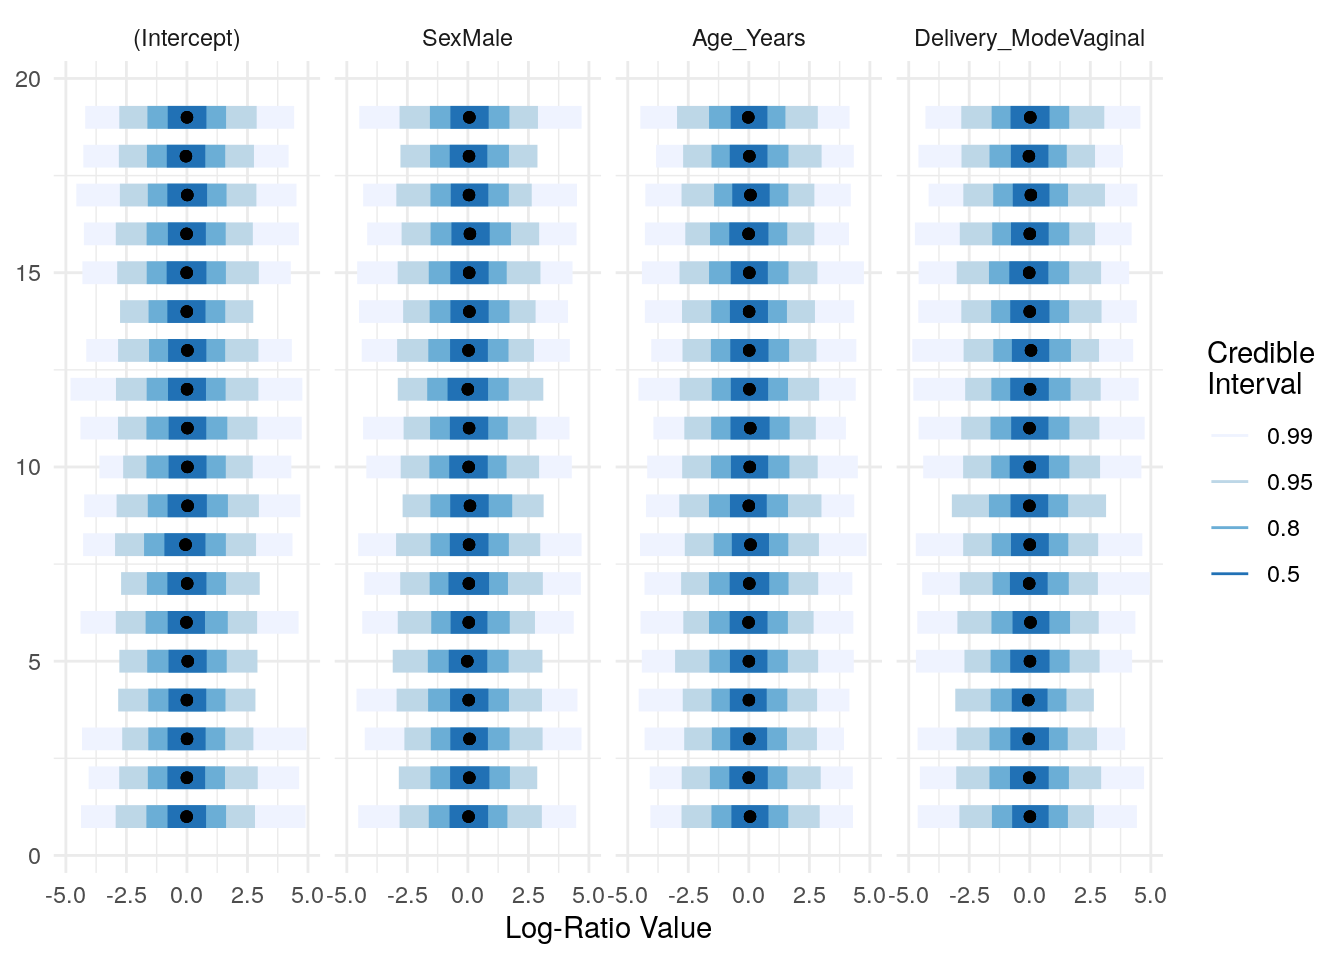 (Intercept) SexMale Age_Years Delivery_ModeVaginal
20
15
10
5
0
-5.0 -2.5 0.0 2.5 5.0 -5.0 -2.5 0.0 2.5 5.0 -5.0 -2.5 0.0 2.5 5.0 -5.0 -2.5 0.0 2.5 5.0
Log-Ratio Value
Credible
Interval
0.99
0.95
0.8
0.5